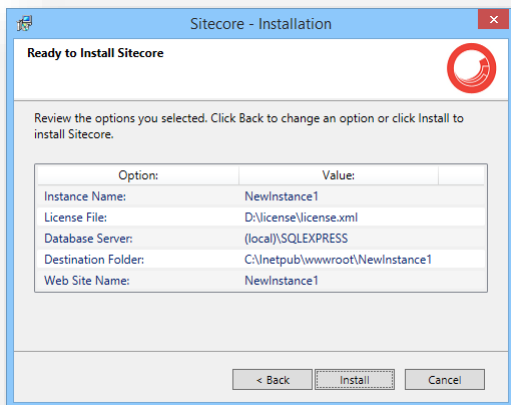 Sitecore - Installation
Ready to Install Sitecore
Review the options you selected. Click Back to change an option or click Install to
install Sitecore.
Option: Value:
Instance Name: NewInstance1
License File: D:\license\license.xml
Database Server: (local)\SQLEXPRESS
Destination Folder: C:\Inetpub\wwwroot\NewInstance1
Web Site Name: NewInstance1
< Back Install Cancel